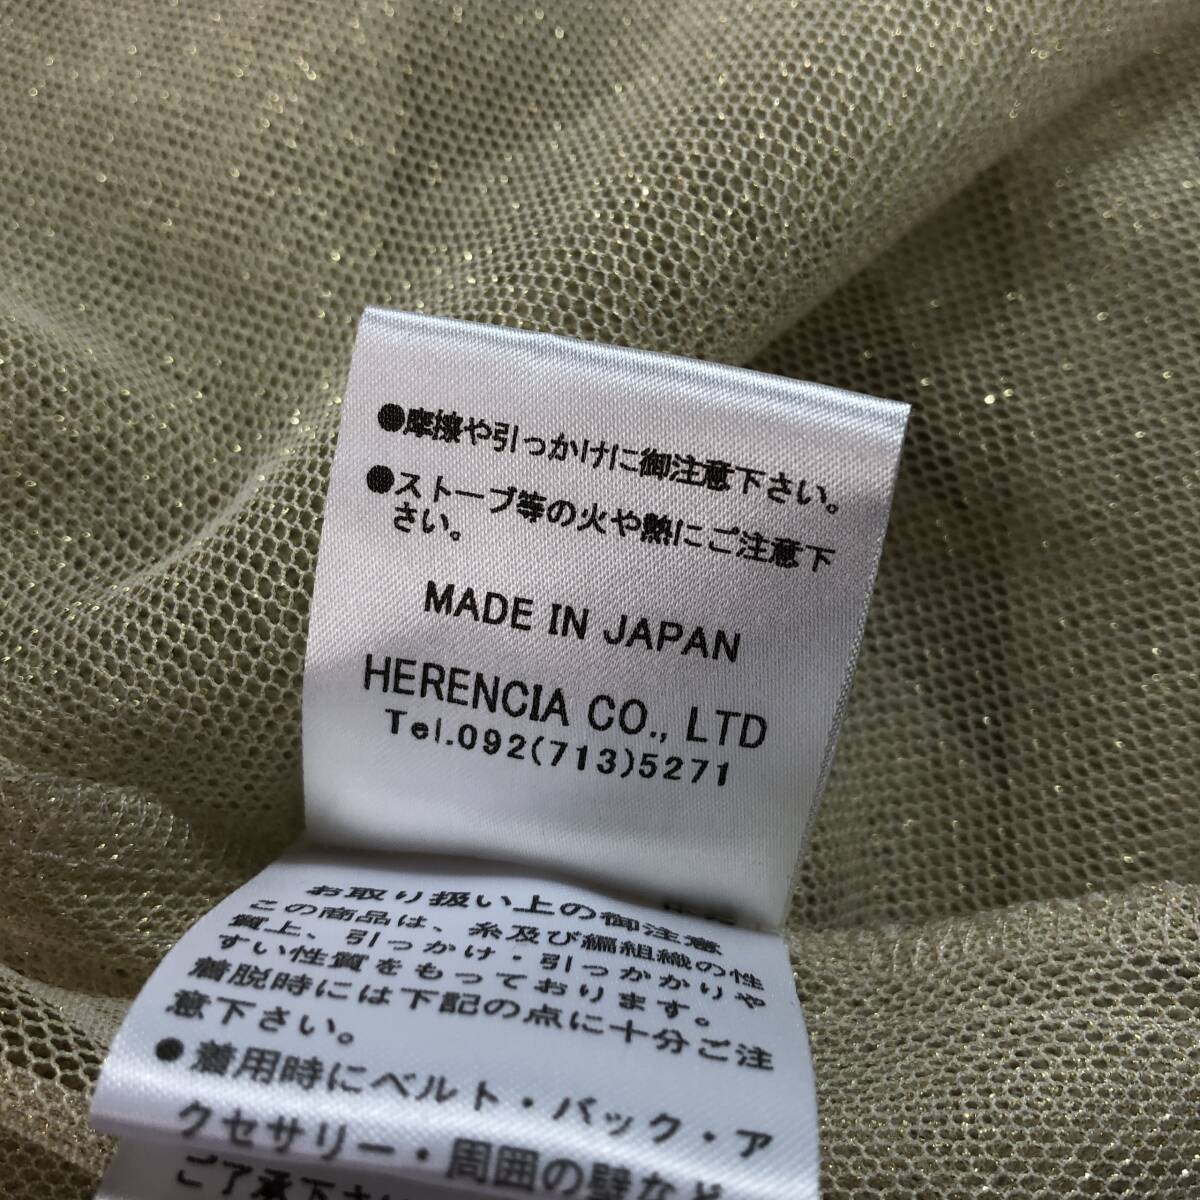 ●摩擦や引っかけに御注意下さい。
●ストーブ等の火や熱にご注意下
さい。
MADE IN JAPAN
HERENCIA CO., LTD
Tel.092(713)5271
お取り扱い上の御注意
この商品は、糸及び編組織の性
質上、引っかけ・引っかかりや
すい性質をもっております。
着脱時には下記の点に十分ご注
意下さい。
●着用時にベルト・バック・ア
クセサリー・周囲の壁など
ご了承下さい